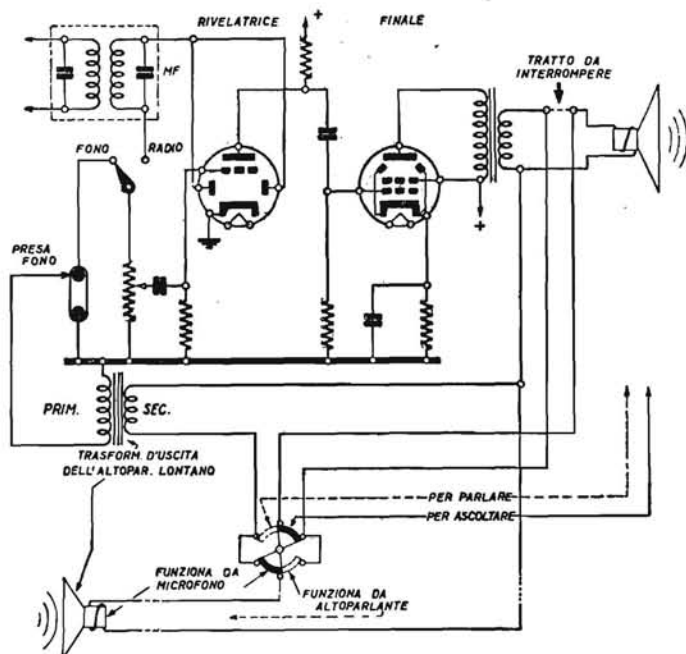 RIVELATRICE
+
FINALE
TRATTO DA
INTERROMPERE
MF
FONO
RADIO
+
PRESA
FONO
PRIM.
SEC.
TRASFORM. D'USCITA
DELL'ALTOPAR. LONTANO
PER PARLARE
PER ASCOLTARE
FUNZIONA DA
MICROFONO
FUNZIONA DA
ALTOPARLANTE